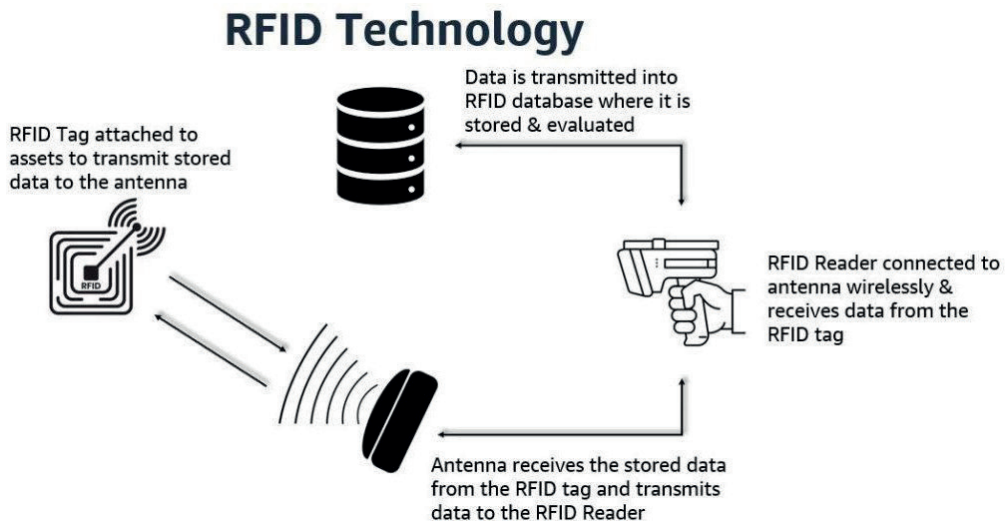 RFID Technology
Data is transmitted into
RFID database where it is
stored & evaluated
RFID Tag attached to
assets to transmit stored
data to the antenna
RFID
RFID Reader connected to
antenna wirelessly &
receives data from the
RFID tag
Antenna receives the stored data
from the RFID tag and transmits
data to the RFID Reader